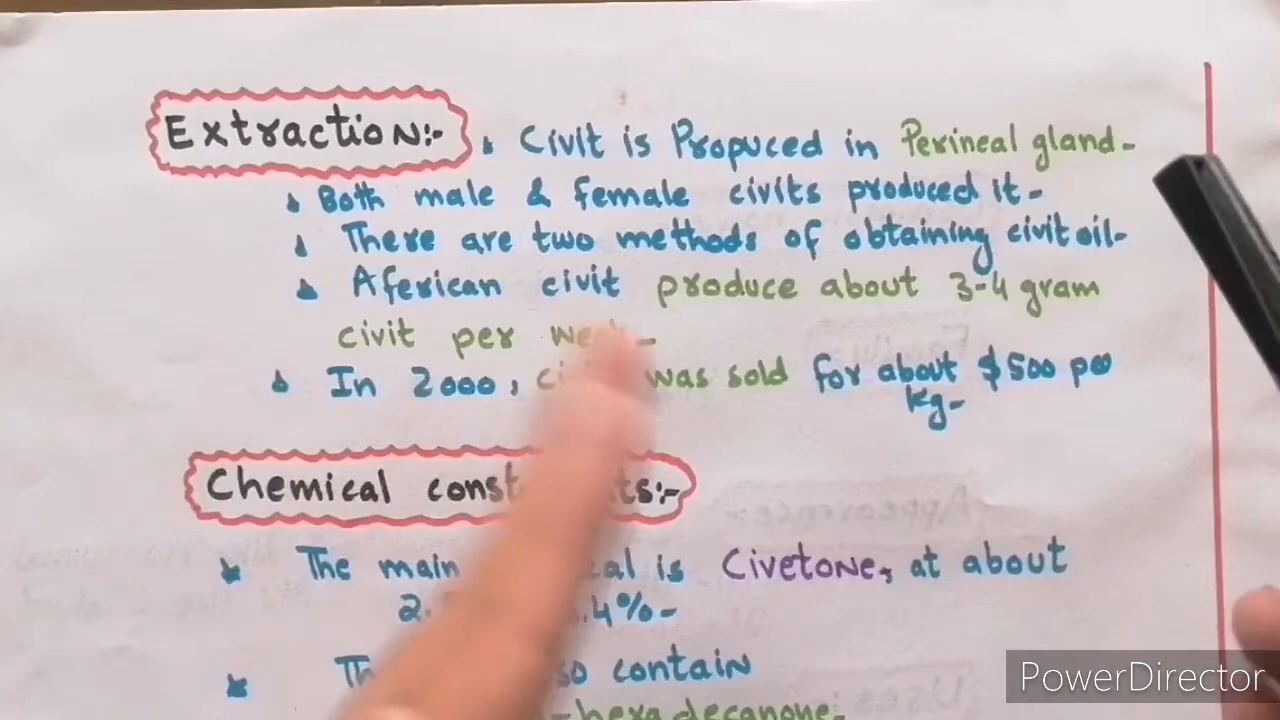 Extraction:-
Civit is Propuced in Perineal gland-
Both male & female civits produced it-
There are two methods of obtaining civit oil-
Aferican civit produce about 3-4 gram
civit per
In 2000, was sold for about $500 per
kg-
Chemical
The main is Civetone, at about
contain
hexadecanone-
PowerDirector